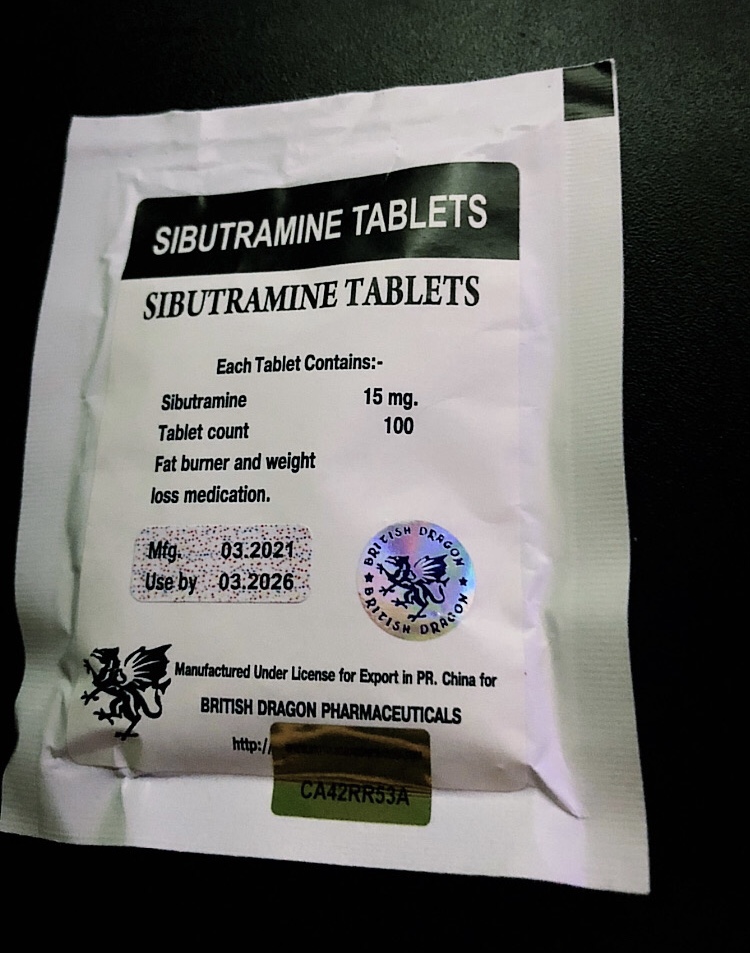 SIBUTRAMINE TABLETS
SIBUTRAMINE TABLETS
Each Tablet Contains:-
Sibutramine 15 mg.
Tablet count 100
Fat burner and weight
loss medication.
Mfg. 03.2021
Use by 03.2026
BRITISH DRAGON
BRITISH DRAGON
Manufactured Under License for Export in PR. China for
BRITISH DRAGON PHARMACEUTICALS
http://
CA42RR53A